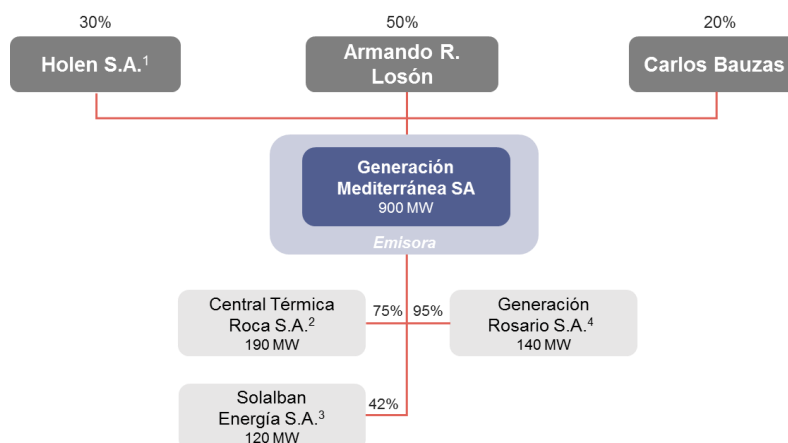 30%
50%
20%
Holen S.A.¹
Armando R.
Losón
Carlos Bauzas
Generación
Mediterránea SA
900 MW
Emisora
Central Térmica
Roca S.A.²
190 MW
75%
95%
Generación
Rosario S.A.⁴
140 MW
Solalban
Energía S.A.³
120 MW
42%